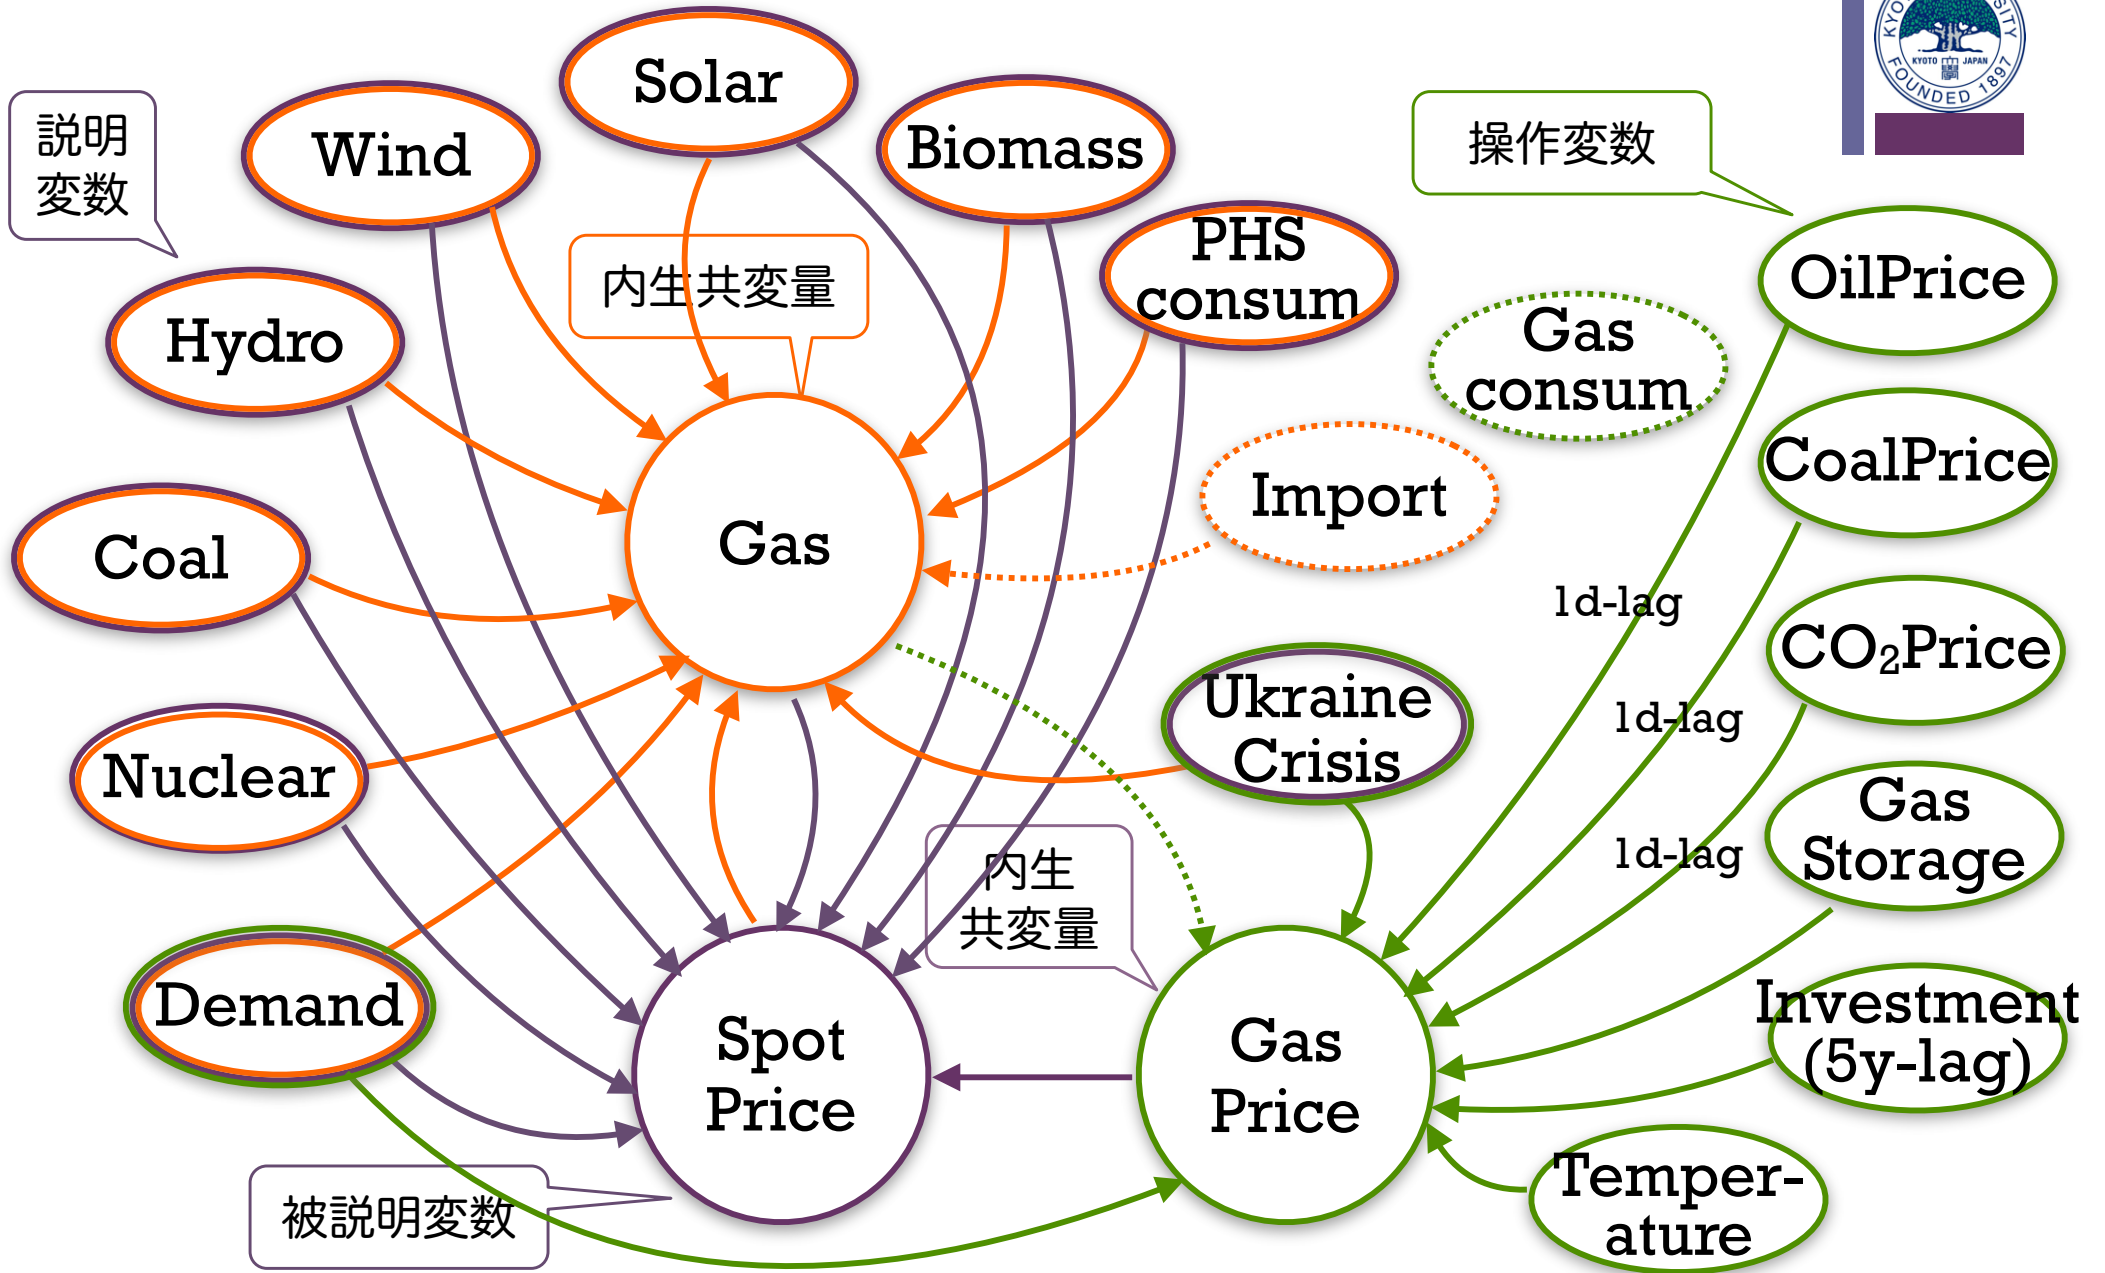 Solar
Wind
Biomass
説明
変数
操作変数
PHS
consum
内生共変量
OilPrice
Gas
consum
Hydro
CoalPrice
Import
Gas
Coal
1d-lag
CO₂Price
Ukraine
Crisis
1d-lag
Nuclear
Gas
Storage
1d-lag
内生
共変量
Demand
Spot
Price
Gas
Price
Investment
(5y-lag)
被説明変数
Temper-
ature
KYOTO JAPAN
FOUNDED 1897